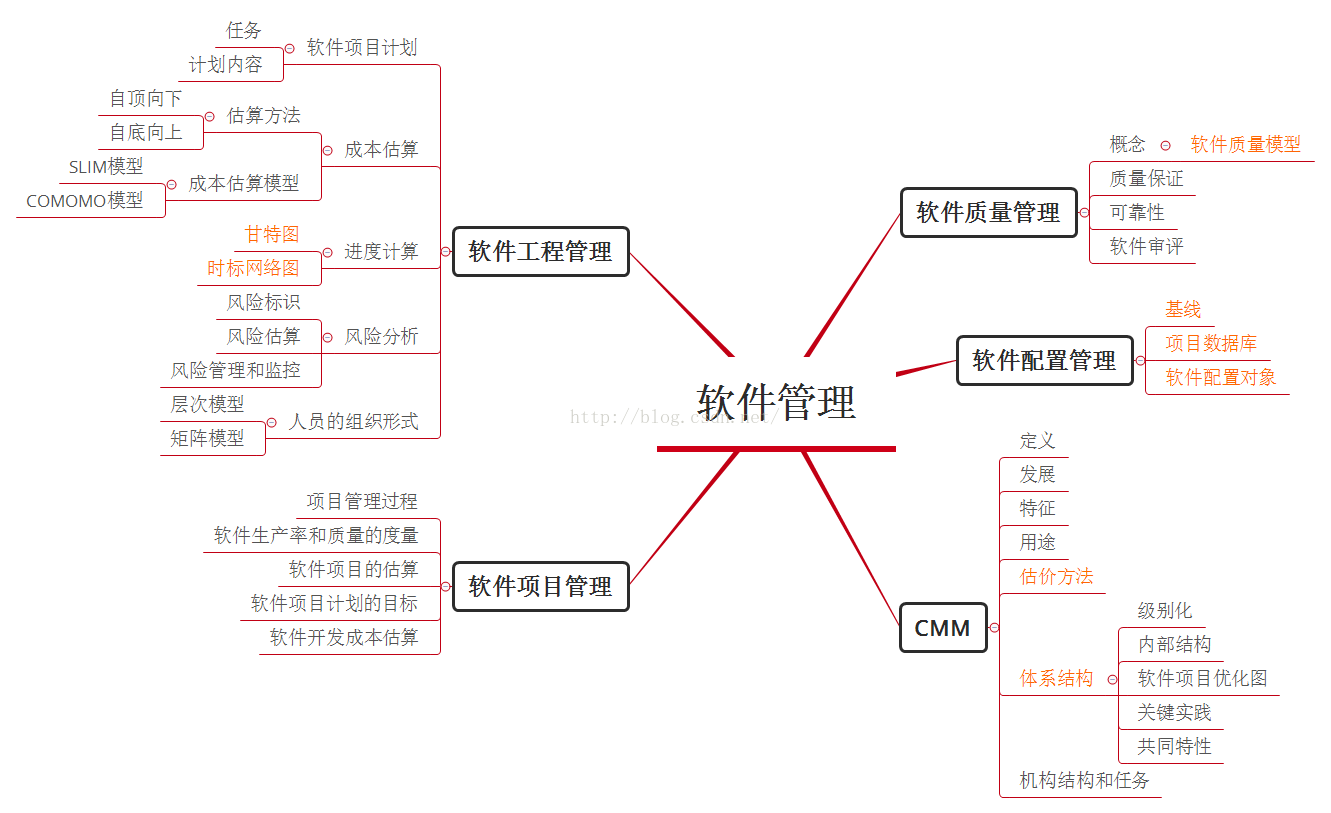 软件管理
http://blog.csdn.net/
软件工程管理
软件项目计划
任务
计划内容
成本估算
估算方法
自顶向下
自底向上
成本估算模型
SLIM模型
COMOMO模型
进度计算
甘特图
时标网络图
风险分析
风险标识
风险估算
风险管理和监控
人员的组织形式
层次模型
矩阵模型
软件项目管理
项目管理过程
软件生产率和质量的度量
软件项目的估算
软件项目计划的目标
软件开发成本估算
软件质量管理
概念
软件质量模型
质量保证
可靠性
软件审评
软件配置管理
基线
项目数据库
软件配置对象
CMM
定义
发展
特征
用途
估价方法
体系结构
级别化
内部结构
软件项目优化图
关键实践
共同特性
机构结构和任务